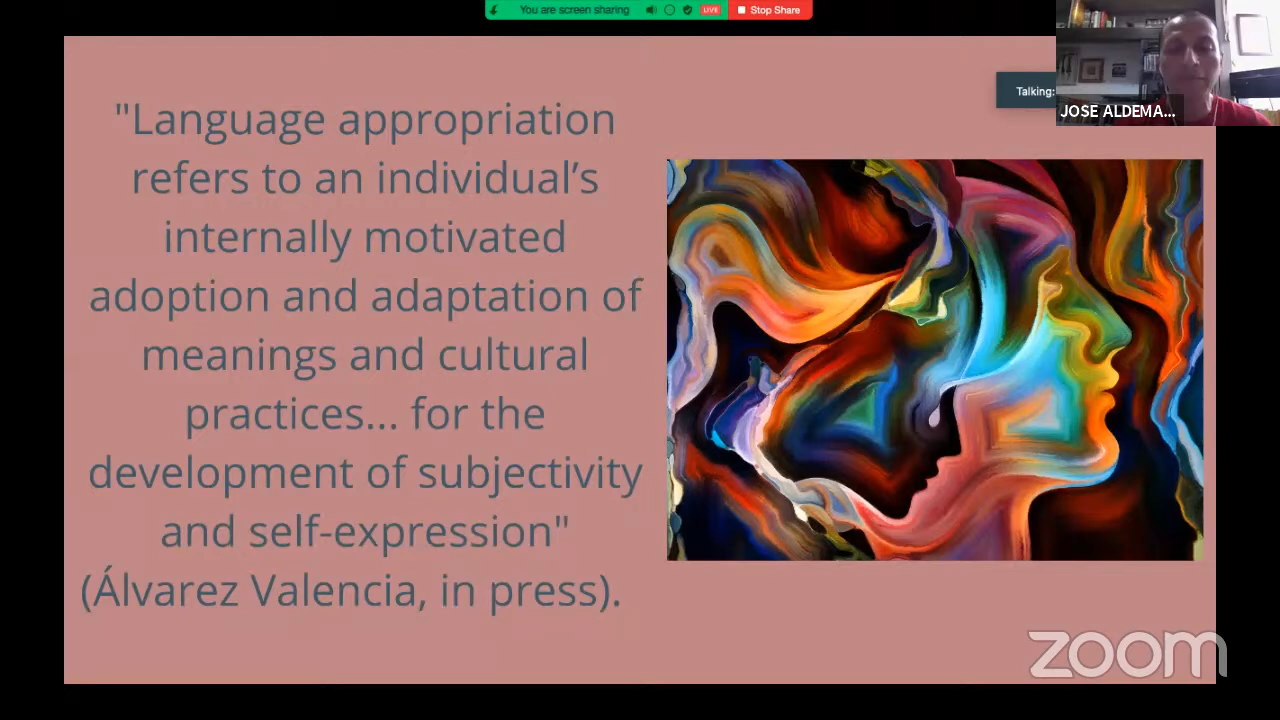 You are screen sharing
LIVE
Stop Share
Talking:
JOSE ALDEMA...
"Language appropriation
refers to an individual’s
internally motivated
adoption and adaptation of
meanings and cultural
practices... for the
development of subjectivity
and self-expression"
(Álvarez Valencia, in press).
zoom